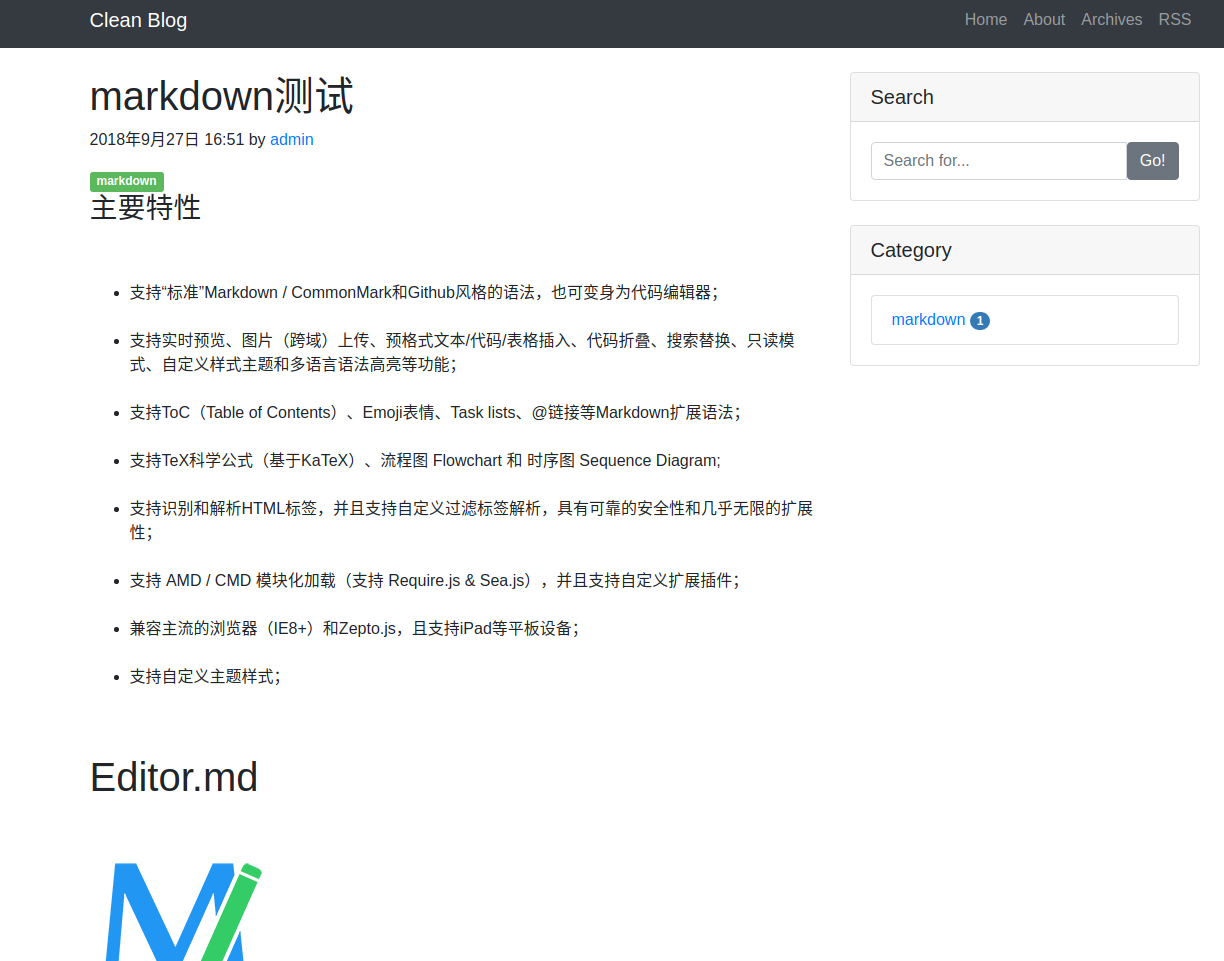 Clean Blog
Home About Archives RSS
markdown测试
2018年9月27日 16:51 by admin
markdown
主要特性
支持“标准”Markdown / CommonMark和Github风格的语法，也可变身为代码编辑器；
支持实时预览、图片（跨域）上传、预格式文本/代码/表格插入、代码折叠、搜索替换、只读模
式、自定义样式主题和多语言语法高亮等功能；
支持ToC（Table of Contents）、Emoji表情、Task lists、@链接等Markdown扩展语法；
支持TeX科学公式（基于KaTeX）、流程图 Flowchart 和 时序图 Sequence Diagram;
支持识别和解析HTML标签，并且支持自定义过滤标签解析，具有可靠的安全性和几乎无限的扩展
性；
支持 AMD / CMD 模块化加载（支持 Require.js & Sea.js），并且支持自定义扩展插件；
兼容主流的浏览器（IE8+）和Zepto.js，且支持iPad等平板设备；
支持自定义主题样式；
Editor.md
Search
Search for...
Go!
Category
markdown 1